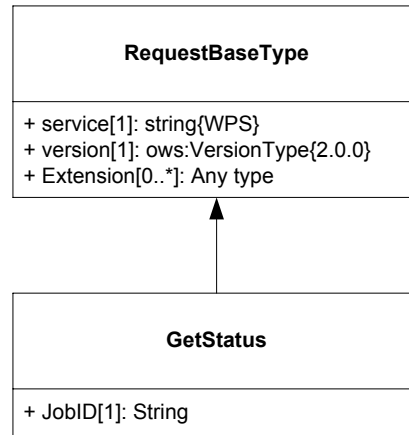 RequestBaseType
+ service[1]: string{WPS}
+ version[1]: ows:VersionType{2.0.0}
+ Extension[0..*]: Any type
GetStatus
+ JobID[1]: String